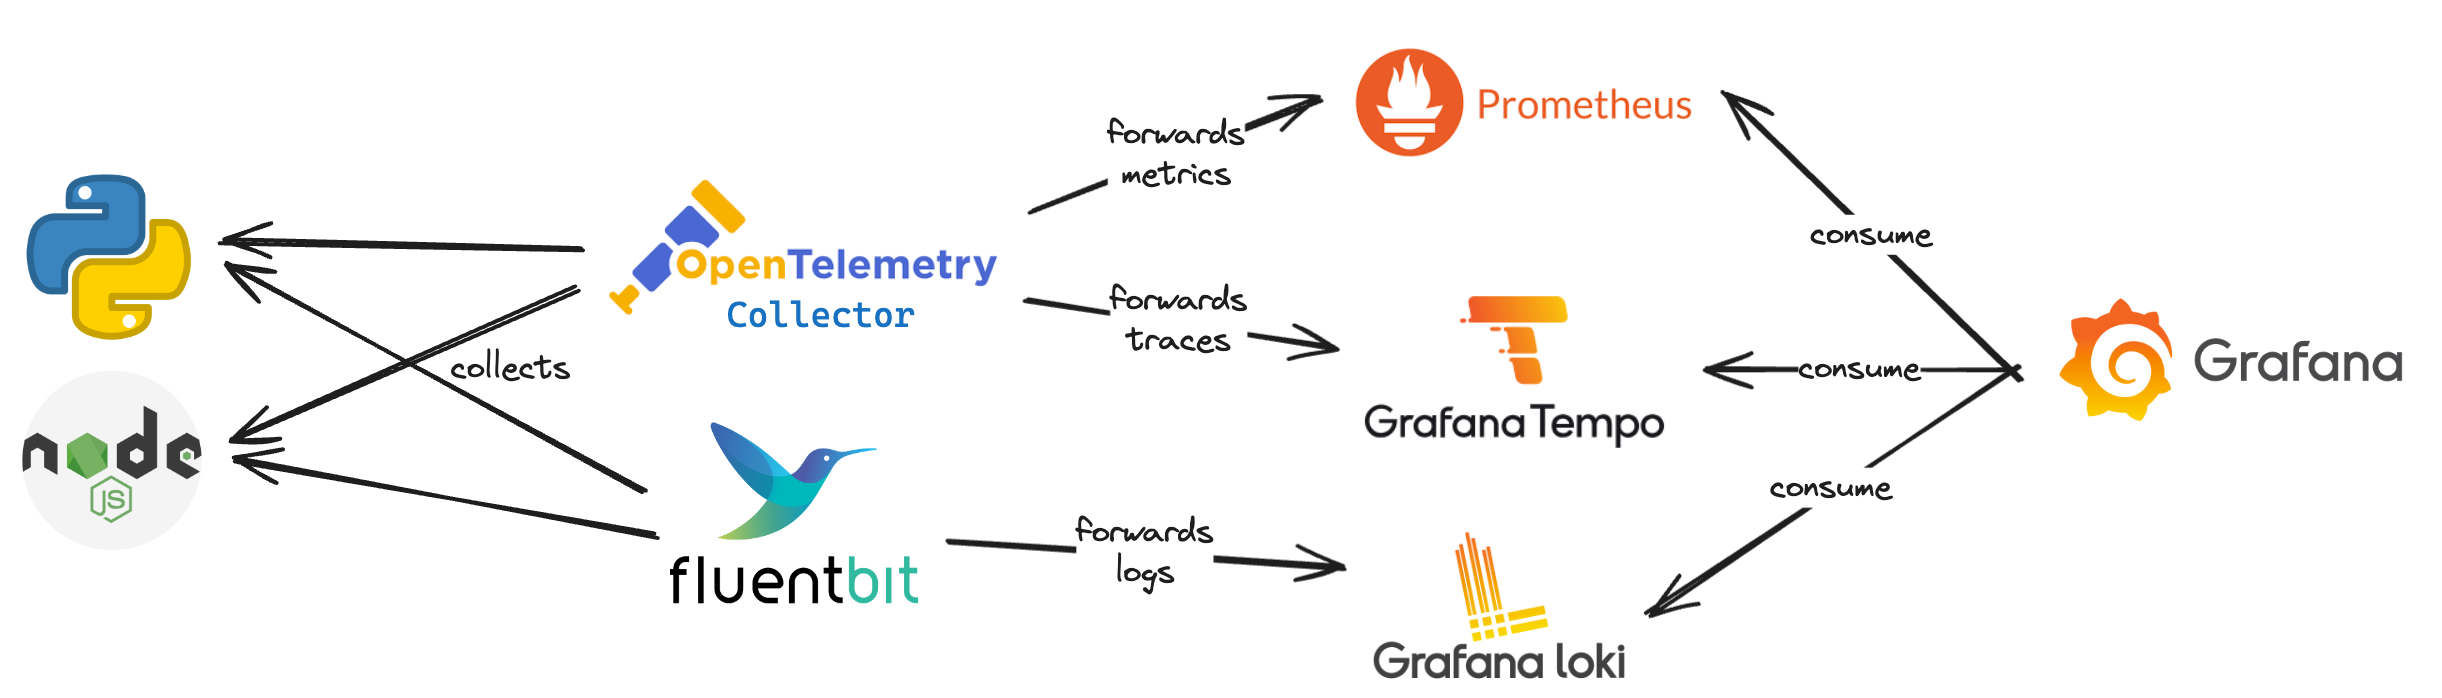 node
JS
OpenTelemetry
Collector
collects
fluentbit
forwards
metrics
forwards
traces
forwards
logs
Prometheus
Grafana Tempo
Grafana loki
consume
consume
consume
Grafana